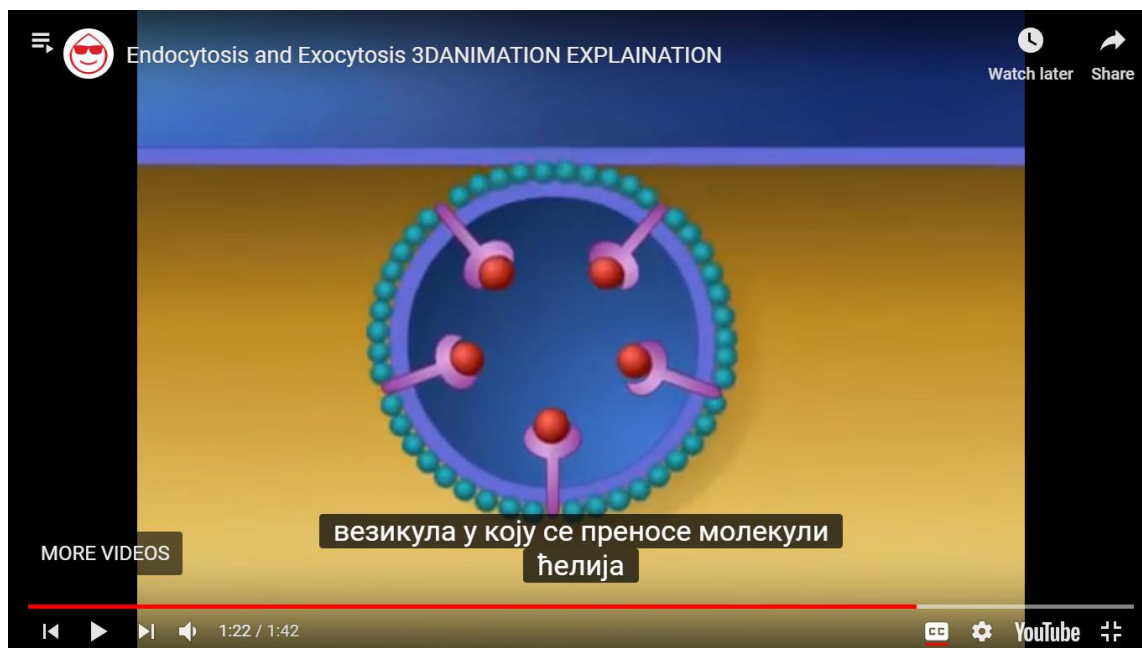 Endocytosis and Exocytosis 3DANIMATION EXPLAINATION
Watch later
Share
везикула у коју се преносе молекули
ћелија
MORE VIDEOS
1:22 / 1:42
CC
YouTube